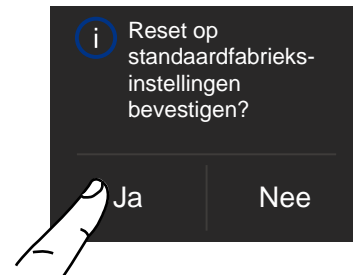 i
Reset op
standaardfabrieks-
instellingen
bevestigen?
Ja
Nee